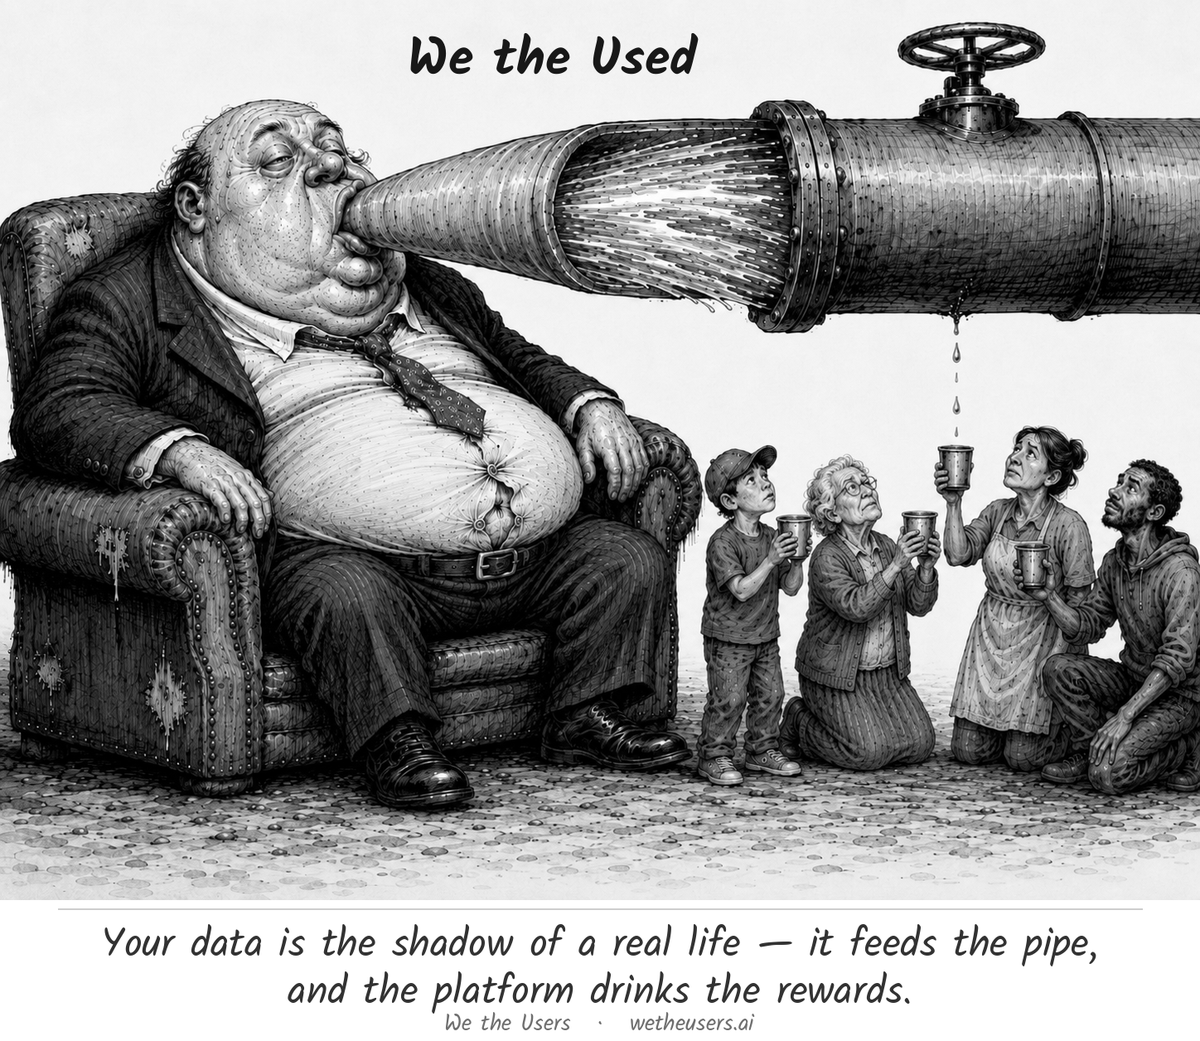 We the Used
Your data is the shadow of a real life — it feeds the pipe,
and the platform drinks the rewards.
We the Users · wetheusers.ai